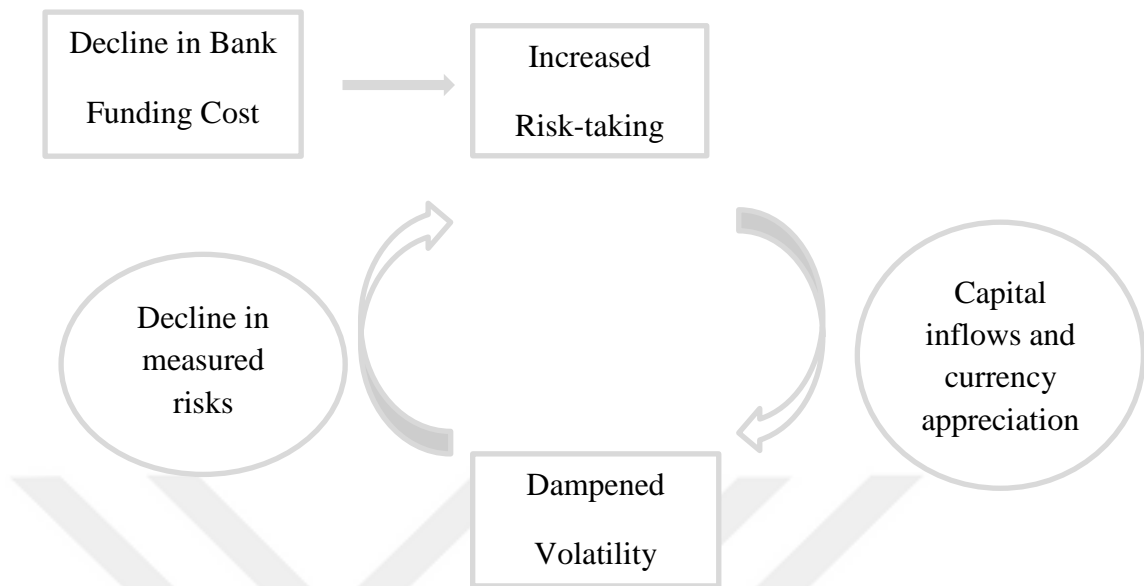 Decline in Bank
Funding Cost
Increased
Risk-taking
Decline in
measured
risks
Capital
inflows and
currency
appreciation
Dampened
Volatility